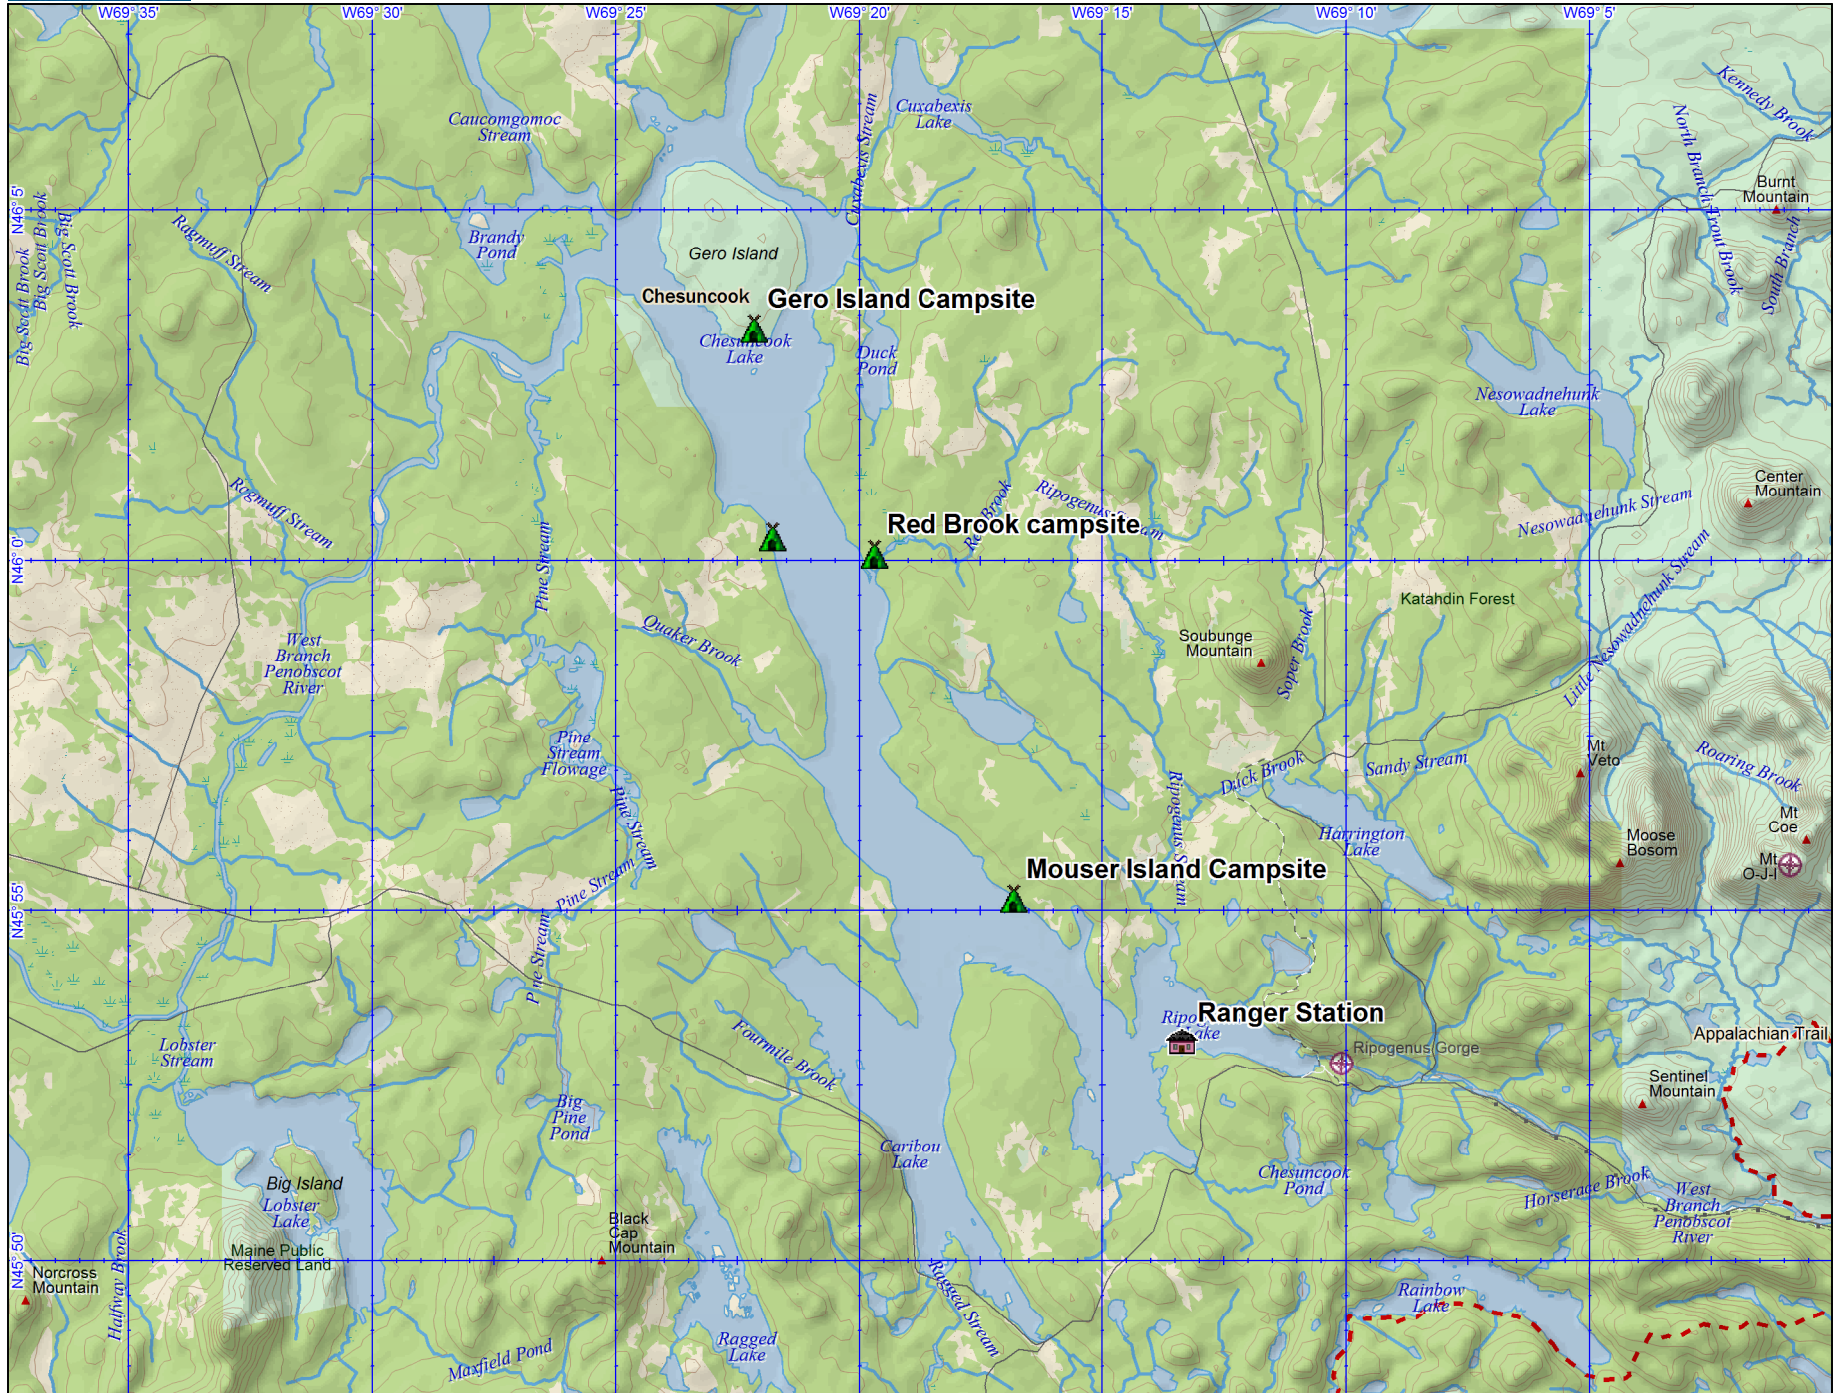 W69° 35'
W69° 30'
W69° 25'
W69° 20'
W69° 15'
W69° 10'
W69° 5'
Kennedy Brook
Caucomgomoc
Stream
Cuxabexis
Lake
Cuxabexis Stream
North Branch Trout Brook
Burnt
Mountain
N46° 5'
Big Scott Brook
Big Scott Brook
Big Scott Brook
Ragmuff Stream
Brandy
Pond
Gero Island
South Branch
Chesuncook
Gero Island Campsite
Chesuncook
Lake
Duck
Pond
Nesowadnehunk
Lake
Center
Mountain
Ragmuff Stream
Ripogenus Stream
Red Brook
Red Brook campsite
Nesowadnehunk Stream
N46° 0'
Pine Stream
Katahdin Forest
Little Nesowadnehunk Stream
West
Branch
Penobscot
River
Quaker Brook
Soubunge
Mountain
Soper Brook
Pine
Stream
Flowage
Mt
Veto
Roaring Brook
Sandy Stream
Duck Brook
Pine Stream
Ripogenus Stream
Harrington
Lake
Moose
Bosom
Mt
Coe
Mt
O-J-I
Mouser Island Campsite
Pine Stream
N45° 55'
Pine Stream
Ranger Station
Lake
Fourmile Brook
Lobster
Stream
Ripogenus Gorge
Appalachian Trail
Sentinel
Mountain
Big
Pine
Pond
Caribou
Lake
Chesuncook
Pond
Horserace Brook
West
Branch
Penobscot
River
Big Island
Lobster
Lake
Maine Public
Reserved Land
Black
Cap
Mountain
N45° 50'
Norcross
Mountain
Halfway Brook
Ragged Stream
Rainbow
Lake
Ragged
Lake
Maxfield Pond